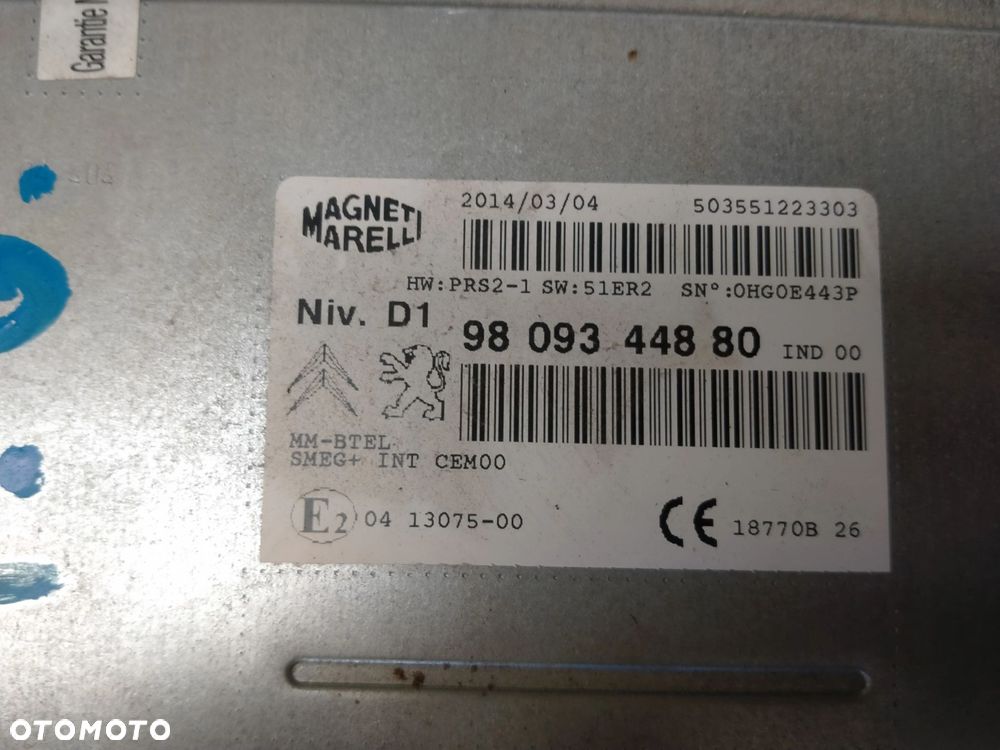 Garantie
MAGNETI
MARELLI
2014/03/04 503551223303
HW:PRS2-1 SW:51ER2 SN°:0HG0E443P
Niv. D1
98 093 448 80 IND 00
MM-BTEL
SMEG+ INT CEM00
E2 04 13075-00
CE 18770B 26
OTOMOTO